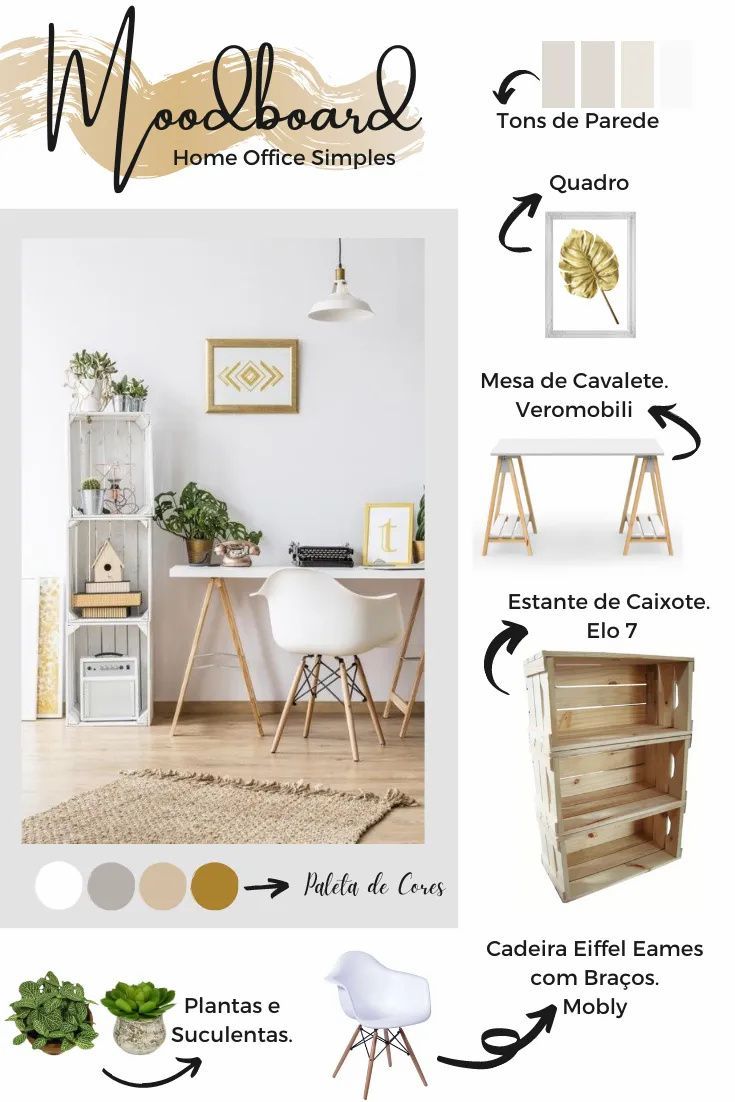 Moodboard
Home Office Simples
Tons de Parede
Quadro
Mesa de Cavalete.
Veromobili
t
Estante de Caixote.
Elo 7
Paleta de Cores
Plantas e
Suculentas.
Cadeira Eiffel Eames
com Braços.
Mobly